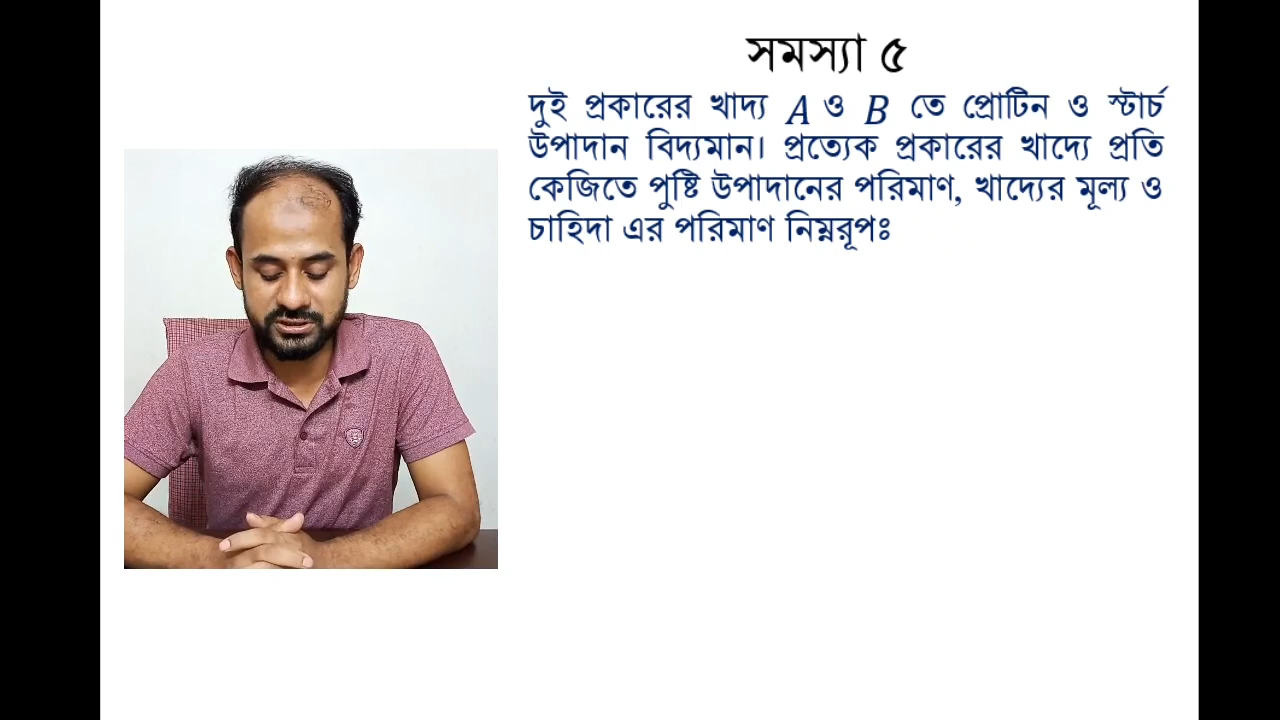 সমস্যা ৫
দুই প্রকারের খাদ্য A ও B তে প্রোটিন ও স্টার্চ
উপাদান বিদ্যমান। প্রত্যেক প্রকারের খাদ্যে প্রতি
কেজিতে পুষ্টি উপাদানের পরিমাণ, খাদ্যের মূল্য ও
চাহিদা এর পরিমাণ নিম্নরূপঃ